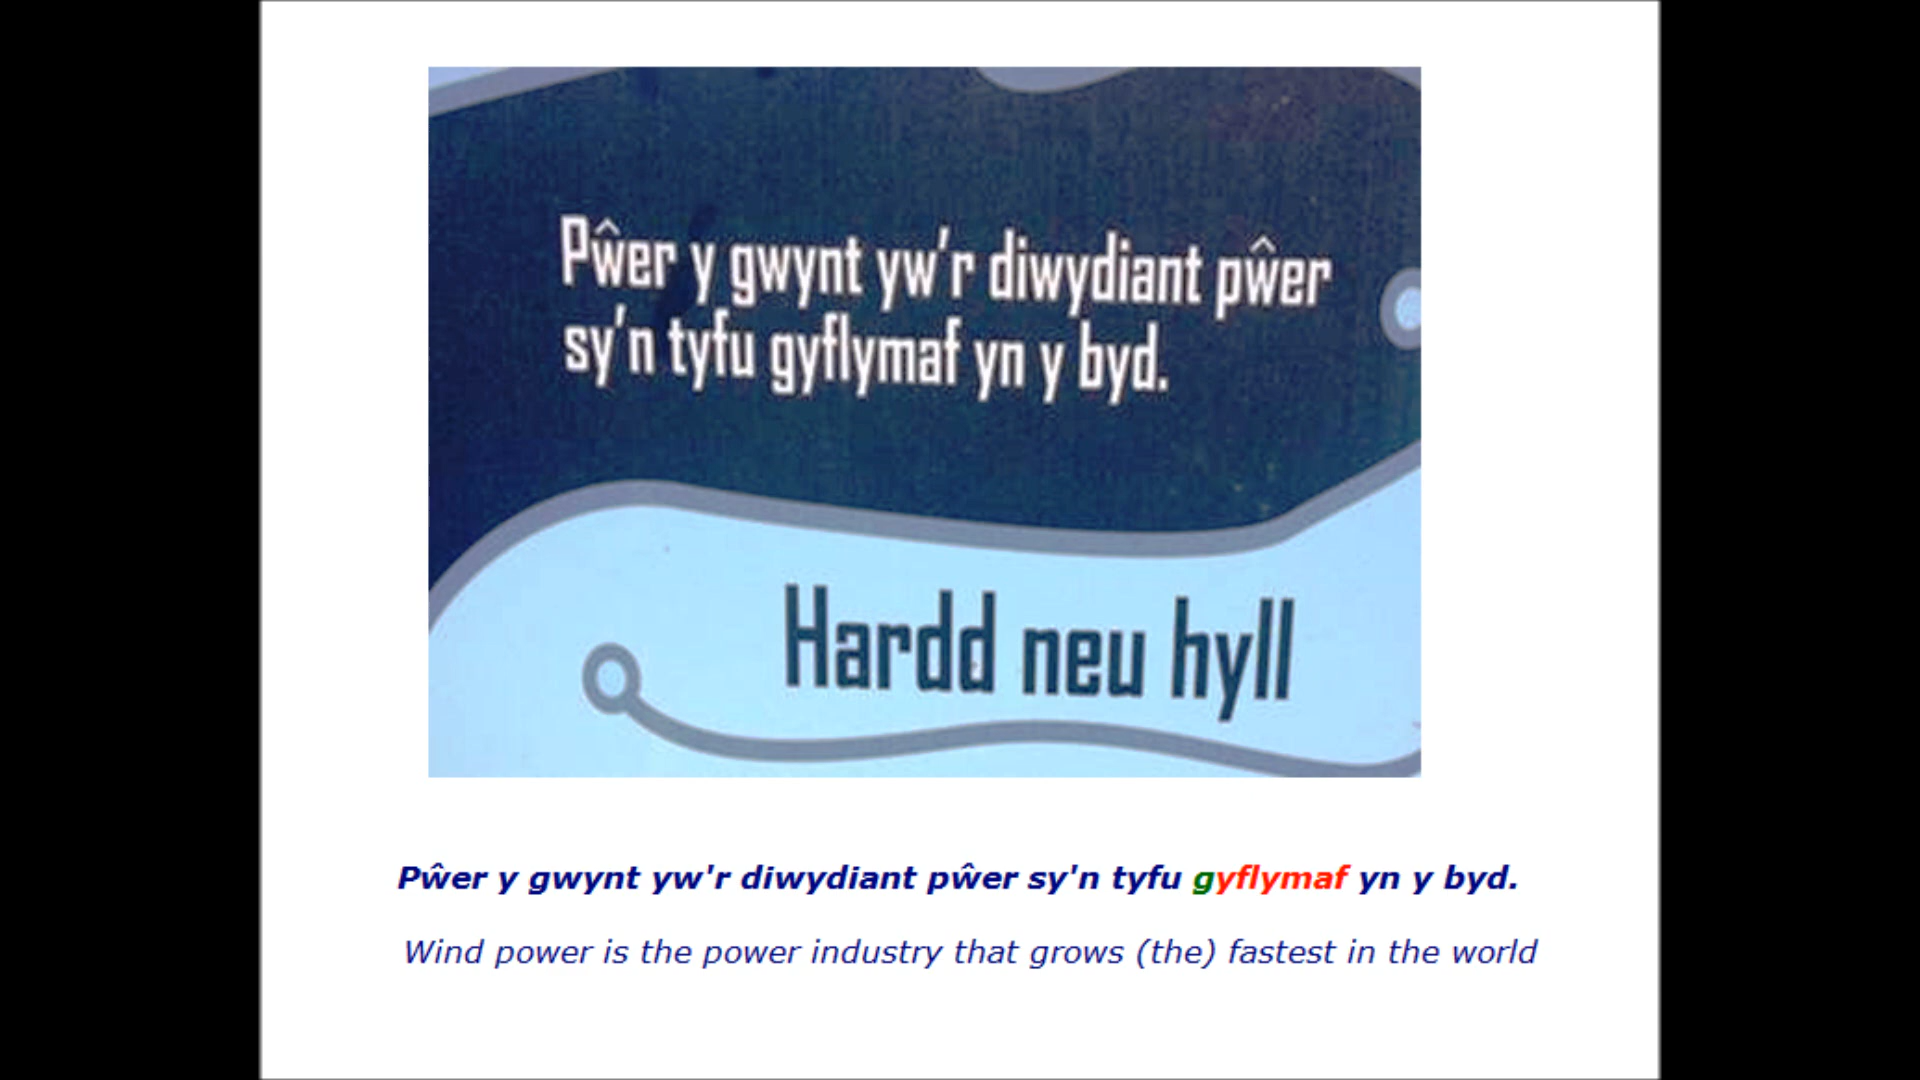 Pŵer y gwynt yw'r diwydiant pŵer
sy'n tyfu gyflymaf yn y byd.
Hardd neu hyll
Pŵer y gwynt yw'r diwydiant pŵer sy'n tyfu gyflymaf yn y byd.
Wind power is the power industry that grows (the) fastest in the world